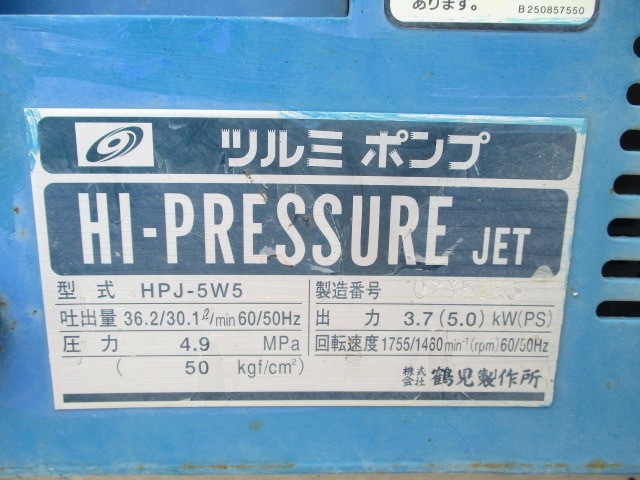 あります。
B250857550
ツルミ ポンプ
HI-PRESSURE JET
型式 HPJ-5W5
製造番号
吐出量 36.2/30.1ℓ/min 60/50Hz
出力 3.7(5.0) kW(PS)
圧力 4.9 MPa
回転速度 1755/1460 min⁻¹(rpm) 60/50Hz
( 50 kgf/cm²)
株式会社 鶴見製作所